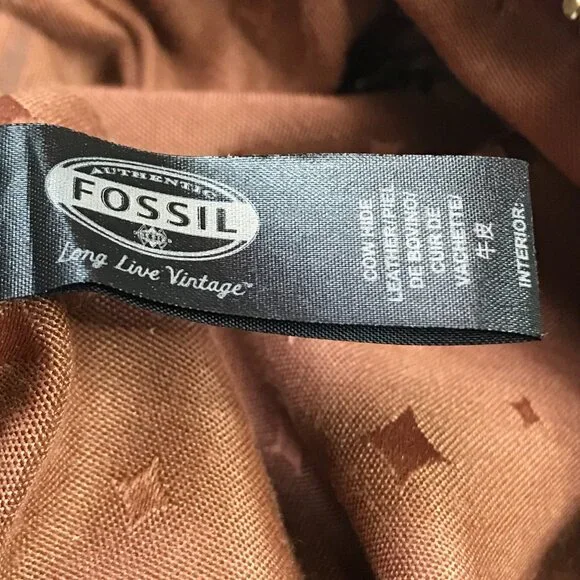 AUTHENTIC
FOSSIL
Long Live Vintage™
COW HIDE
LEATHER/PIEL
DE BOVINO/
CUIR DE
VACHETTE/
牛皮
INTERIOR: